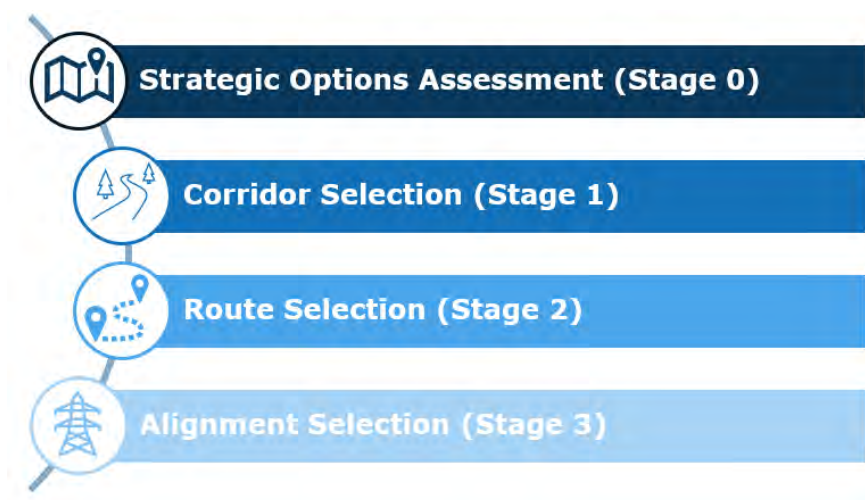 Strategic Options Assessment (Stage 0)
Corridor Selection (Stage 1)
Route Selection (Stage 2)
Alignment Selection (Stage 3)